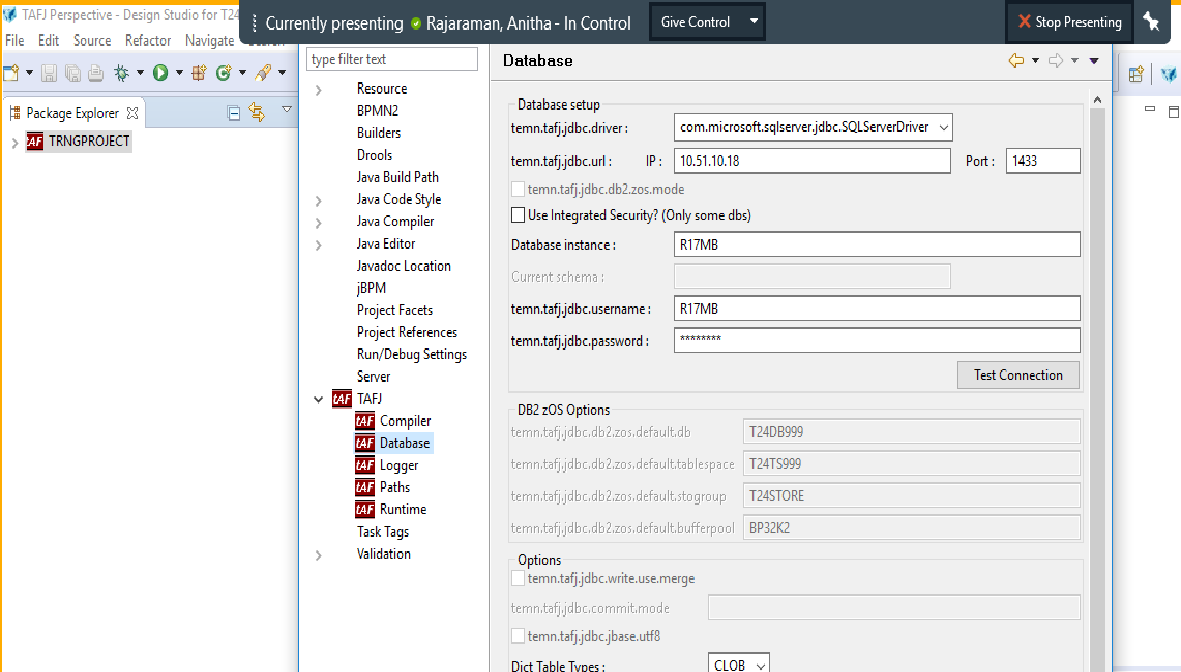 TAFJ Perspective - Design Studio for T24
Currently presenting Rajaraman, Anitha - In Control
Give Control
Stop Presenting
File Edit Source Refactor Navigate
Package Explorer
tAF TRNGPROJECT
type filter text
Resource
BPMN2
Builders
Drools
Java Build Path
Java Code Style
Java Compiler
Java Editor
Javadoc Location
jBPM
Project Facets
Project References
Run/Debug Settings
Server
tAF TAFJ
tAF Compiler
tAF Database
tAF Logger
tAF Paths
tAF Runtime
Task Tags
Validation
Database
Database setup
temn.tafj.jdbc.driver : com.microsoft.sqlserver.jdbc.SQLServerDriver
temn.tafj.jdbc.url : IP : 10.51.10.18 Port : 1433
temn.tafj.jdbc.db2.zos.mode
Use Integrated Security? (Only some dbs)
Database instance : R17MB
Current schema :
temn.tafj.jdbc.username : R17MB
temn.tafj.jdbc.password : ********
Test Connection
DB2 zOS Options
temn.tafj.jdbc.db2.zos.default.db T24DB999
temn.tafj.jdbc.db2.zos.default.tablespace T24TS999
temn.tafj.jdbc.db2.zos.default.stogroup T24STORE
temn.tafj.jdbc.db2.zos.default.bufferpool BP32K2
Options
temn.tafj.jdbc.write.use.merge
temn.tafj.jdbc.commit.mode
temn.tafj.jdbc.jbase.utf8
Dict Table Types : CLOB